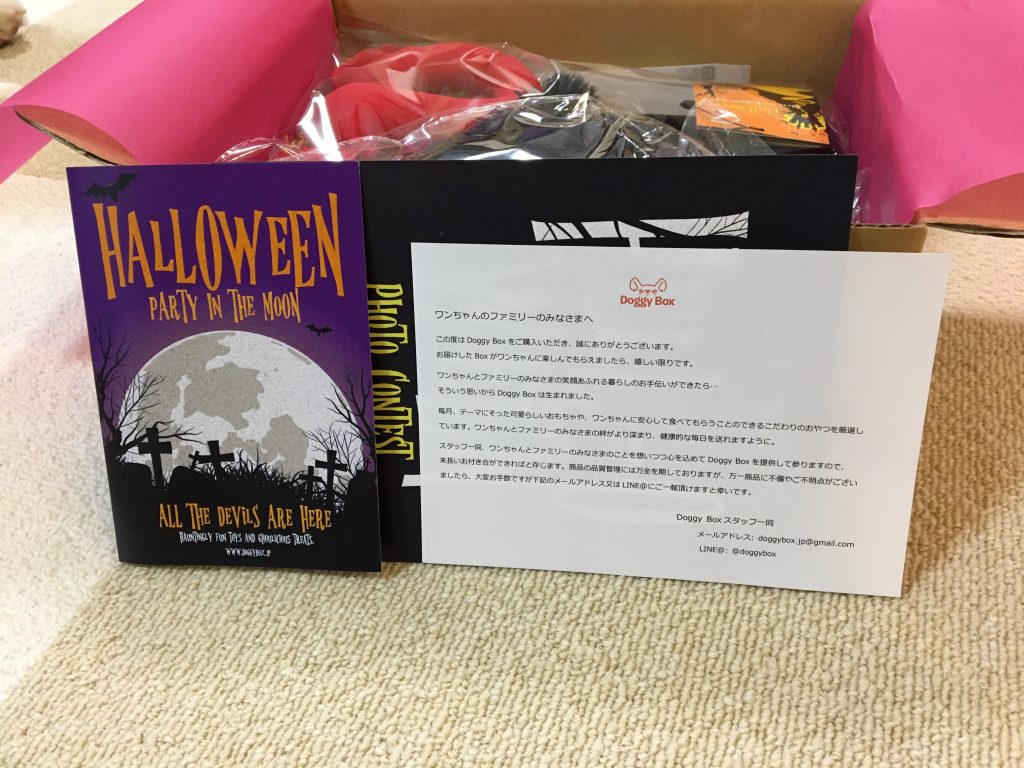 HALLOWEEN
PARTY IN THE MOON
ALL THE DEVILS ARE HERE
HAUNTINGLY FUN TOYS AND GHOULICIOUS TREATS.
WWW.DOGGYBOX.JP
PHOTO CONTEST
Doggy Box
ワンちゃんのファミリーのみなさまへ
この度は Doggy Box をご購入いただき、誠にありがとうございます。
お届けした Box がワンちゃんに楽しんでもらえましたら、嬉しい限りです。
ワンちゃんとファミリーのみなさまの笑顔あふれる暮らしのお手伝いができたら…
そういう思いから Doggy Box は生まれました。
毎月、テーマにそった可愛らしいおもちゃや、ワンちゃんに安心して食べてもらうことのできるこだわりのおやつを厳選し
ています。ワンちゃんとファミリーのみなさまの絆がより深まり、健康的な毎日を送れますように。
スタッフ一同、ワンちゃんとファミリーのみなさまのことを想いつつ心を込めて Doggy Box を提供して参りますので、
末長いお付き合ができればと存じます。商品の品質管理には万全を期しておりますが、万一商品に不備やご不明点がござい
ましたら、大変お手数ですが下記のメールアドレス又は LINE@にご一報頂けますと幸いです。
Doggy Box スタッフ一同
メールアドレス: doggybox.jp@gmail.com
LINE@: @doggybox